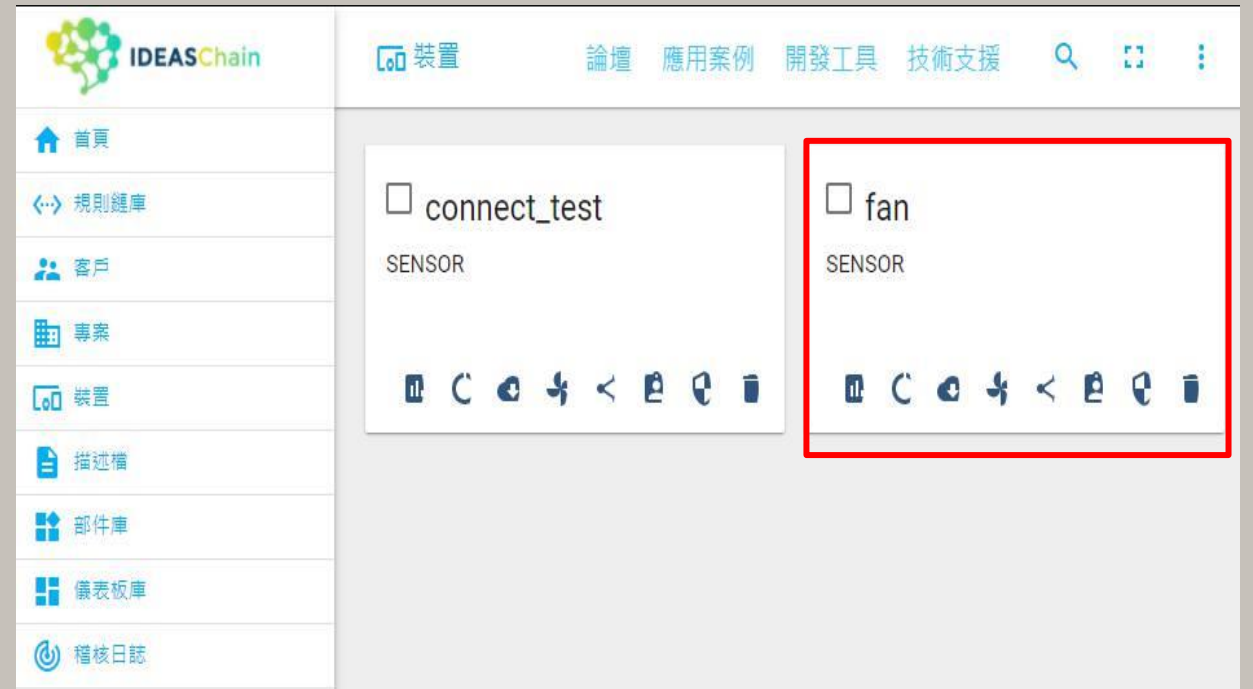 IDEASChain
裝置 論壇 應用案例 開發工具 技術支援
首頁
規則鏈庫
客戶
專案
裝置
描述檔
部件庫
儀表板庫
稽核日誌
connect_test
SENSOR
fan
SENSOR